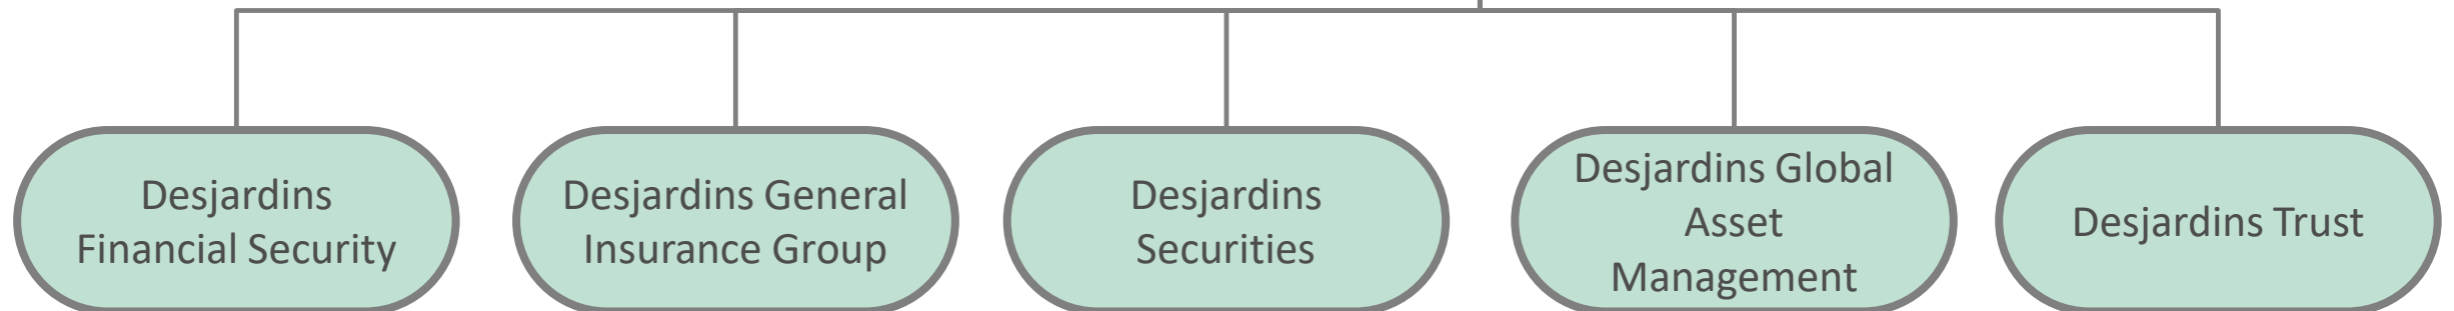 Desjardins
Financial Security
Desjardins General
Insurance Group
Desjardins
Securities
Desjardins Global
Asset
Management
Desjardins Trust